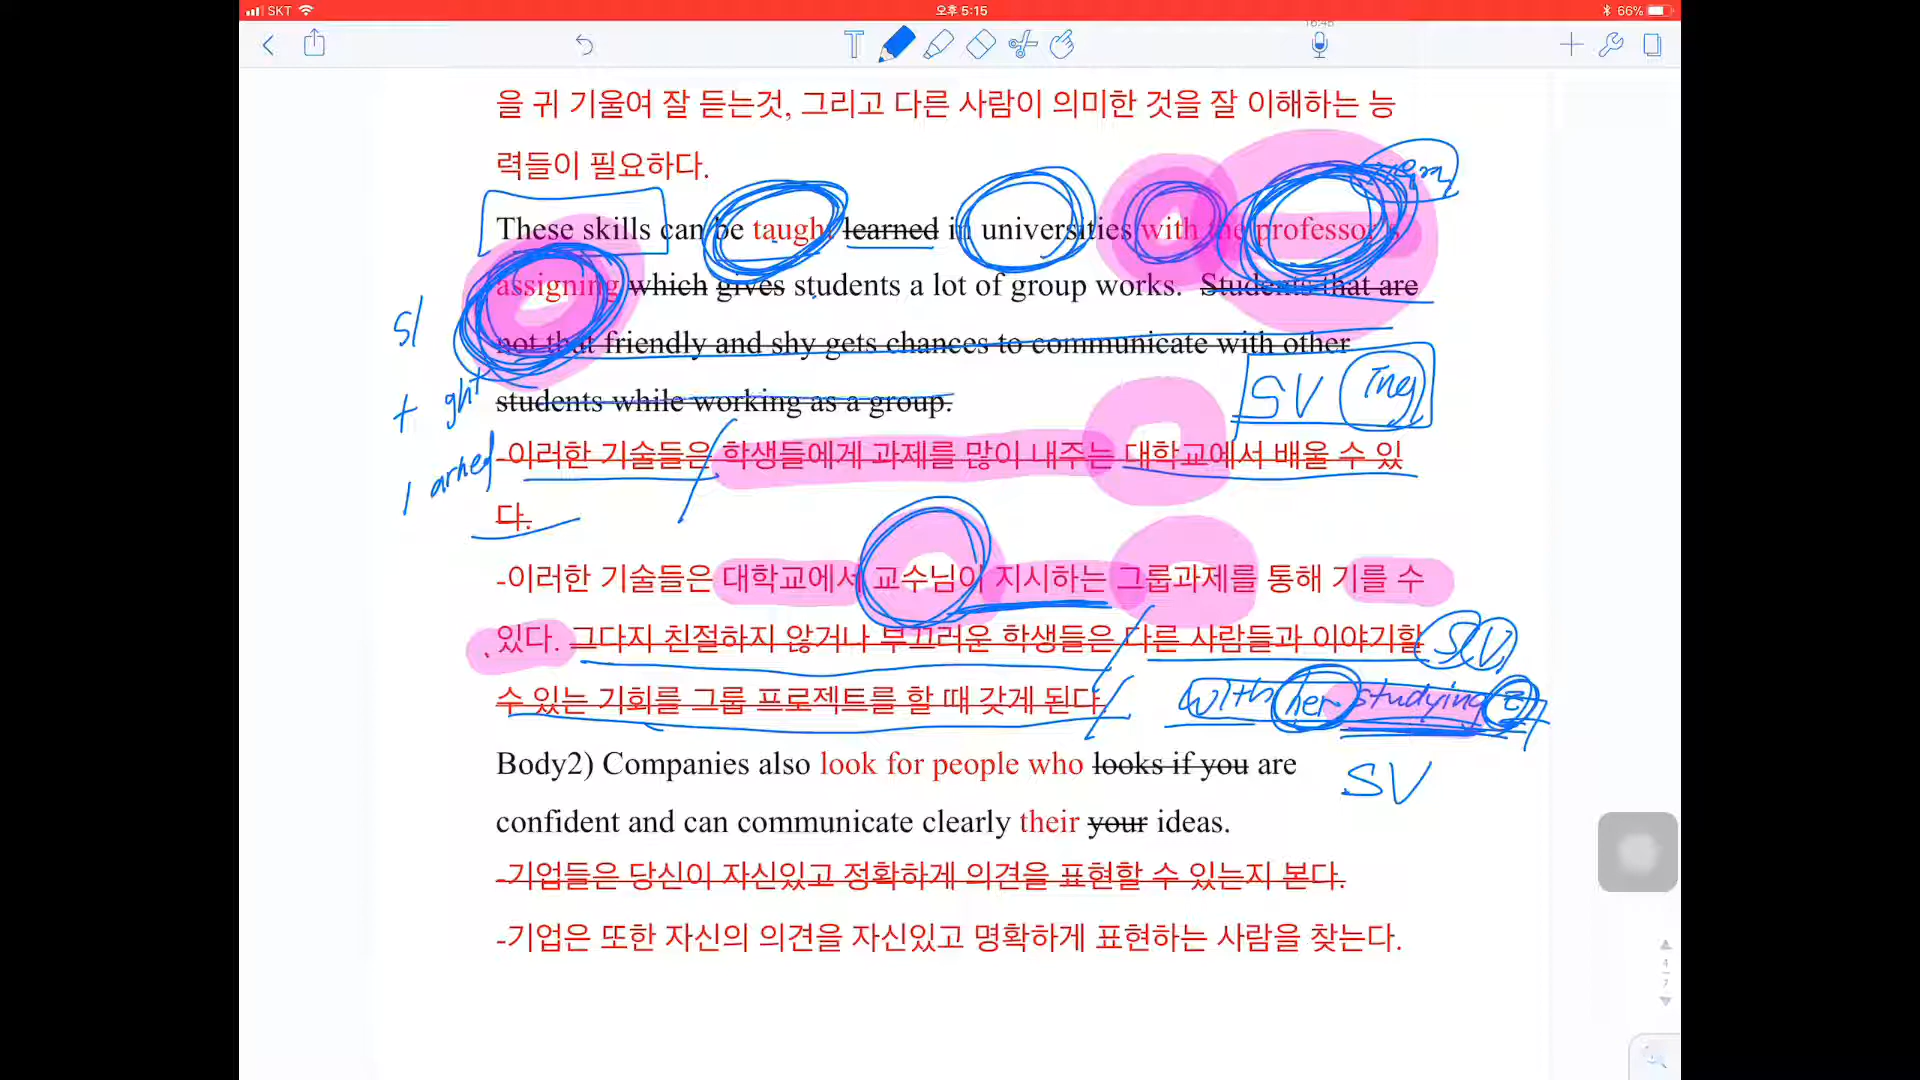 SKT
오후 5:15
66%
16:48
T
을 귀 기울여 잘 듣는것, 그리고 다른 사람이 의미한 것을 잘 이해하는 능
력들이 필요하다.
These skills can be taught learned in universities with the professor's
assigning which gives students a lot of group works. Students that are
not that friendly and shy gets chances to communicate with other
students while working as a group.
SV ing
-이러한 기술들은 학생들에게 과제를 많이 내주는 대학교에서 배울 수 있
다.
-이러한 기술들은 대학교에서 교수님이 지시하는 그룹과제를 통해 기를 수
있다. 그다지 친절하지 않거나 부끄러운 학생들은 다른 사람들과 이야기할
SV
수 있는 기회를 그룹 프로젝트를 할 때 갖게 된다.
with her studying
Body2) Companies also look for people who looks if you are
SV
confident and can communicate clearly their your ideas.
-기업들은 당신이 자신있고 정확하게 의견을 표현할 수 있는지 본다.
-기업은 또한 자신의 의견을 자신있고 명확하게 표현하는 사람을 찾는다.
4
7